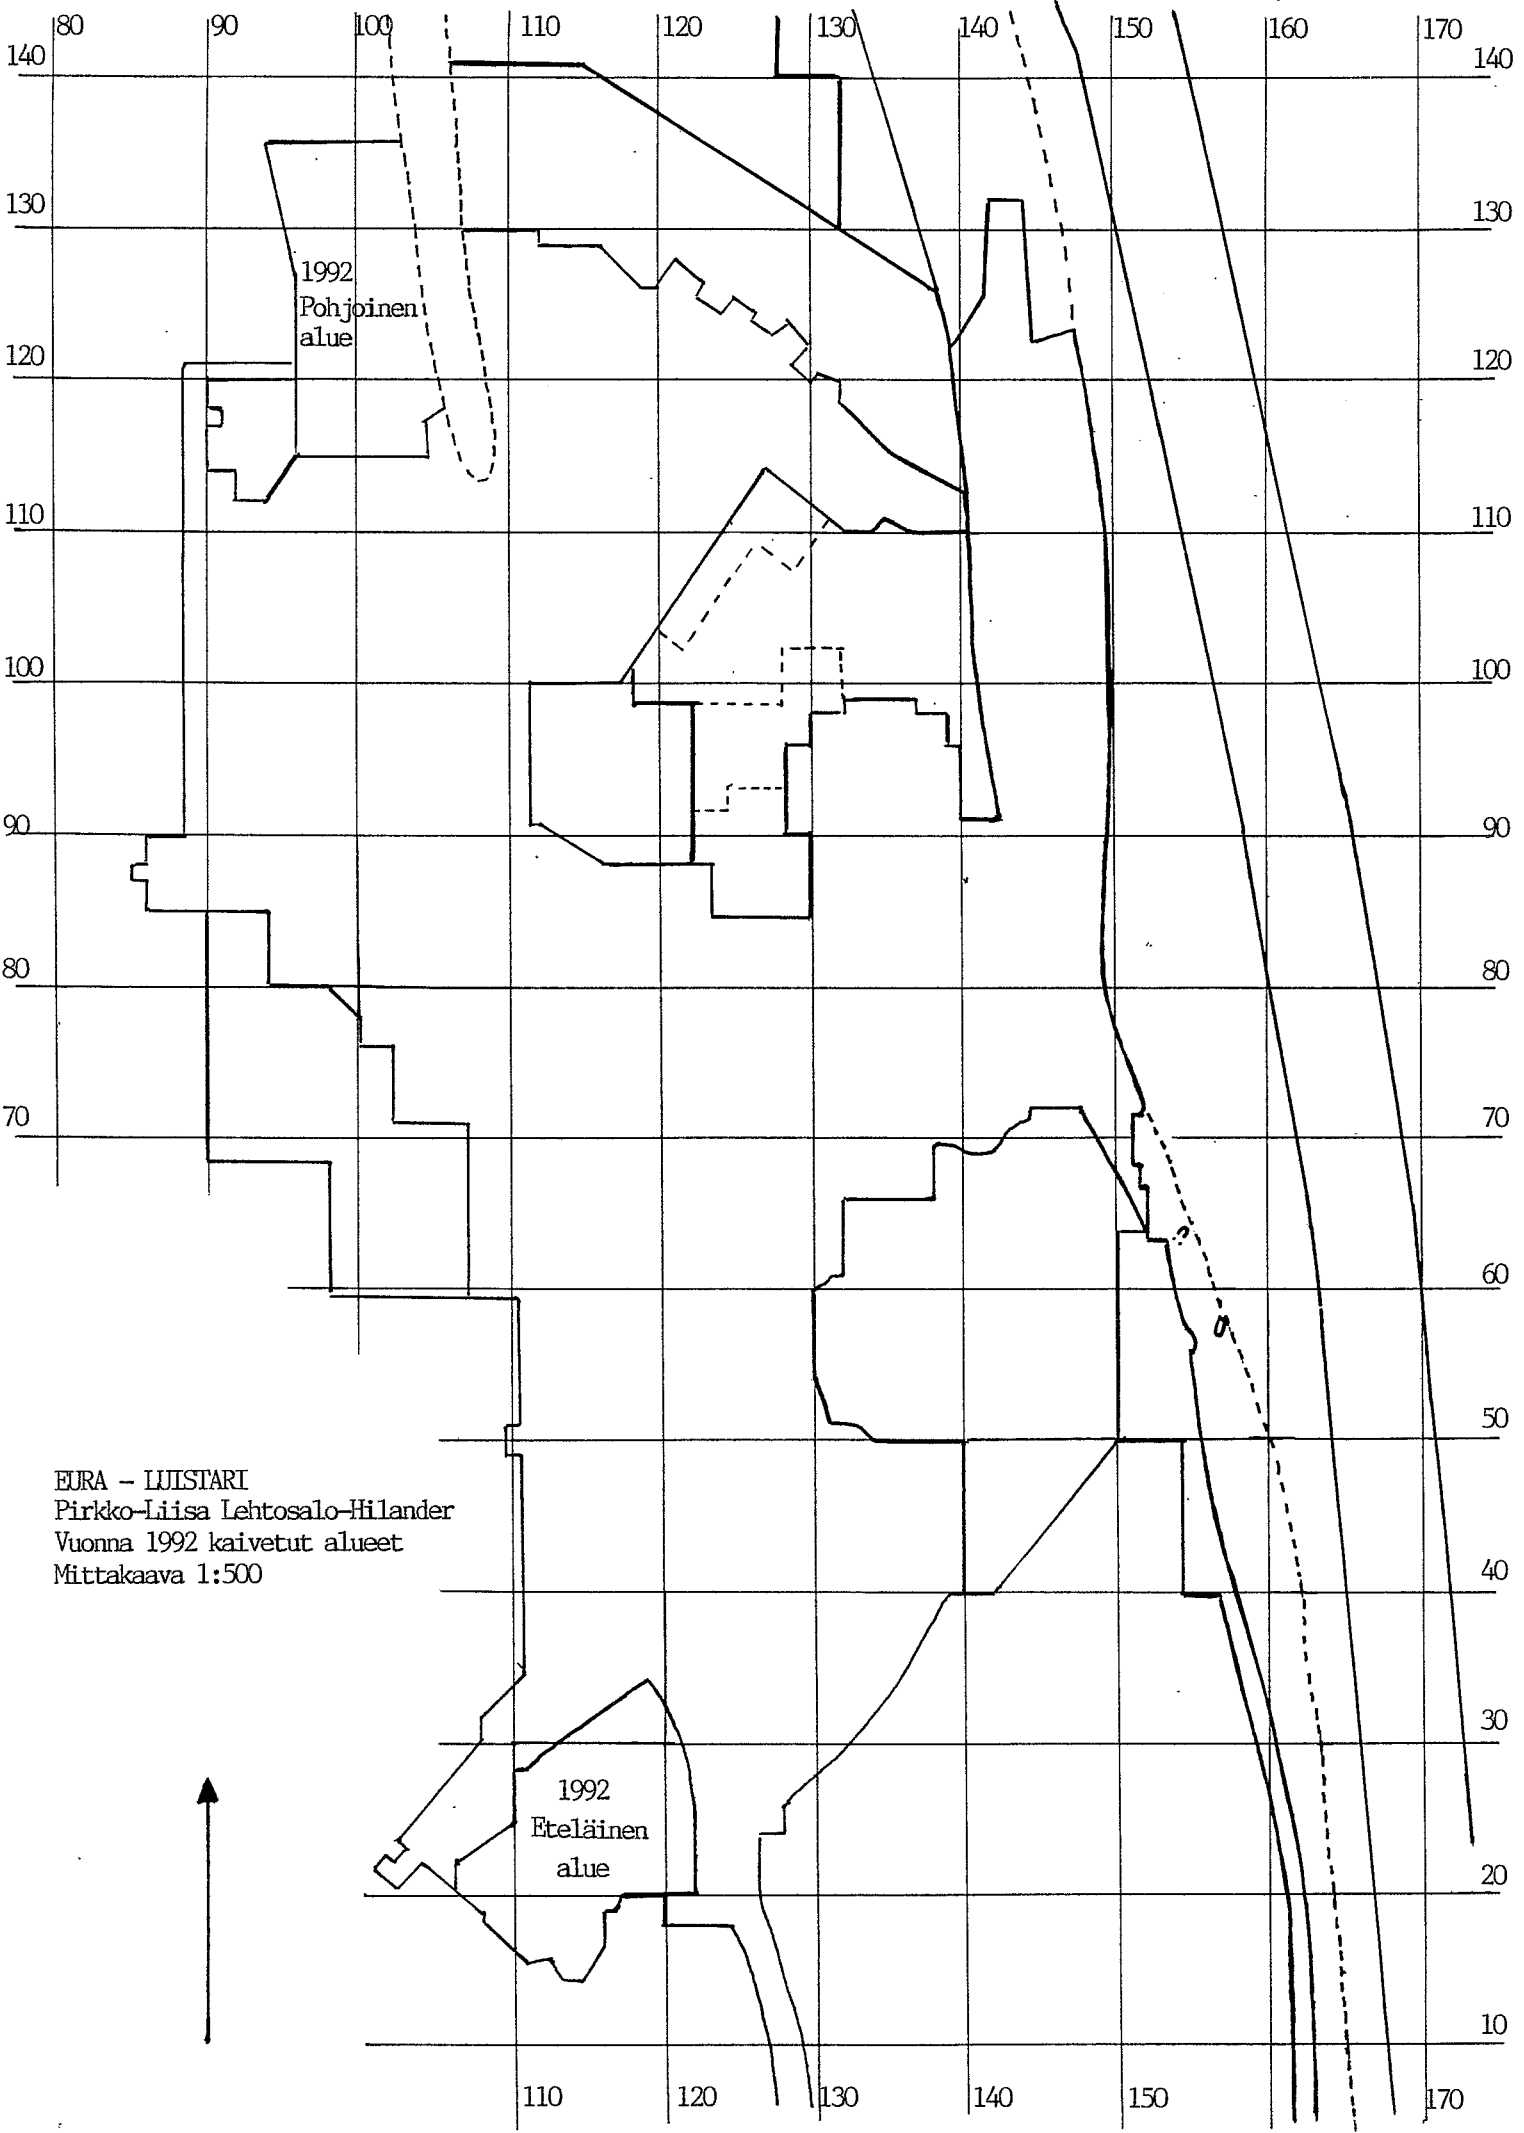 80 90 100 110 120 130 140 150 160 170
140 140
130 130
1992
Pohjoinen
alue
120 120
110 110
100 100
90 90
80 80
70 70
60
50
EURA - LUISTARI
Pirkko-Liisa Lehtosalo-Hilander
Vuonna 1992 kaivetut alueet
Mittakaava 1:500
40
30
1992
Eteläinen
alue
20
10
110 120 130 140 150 170